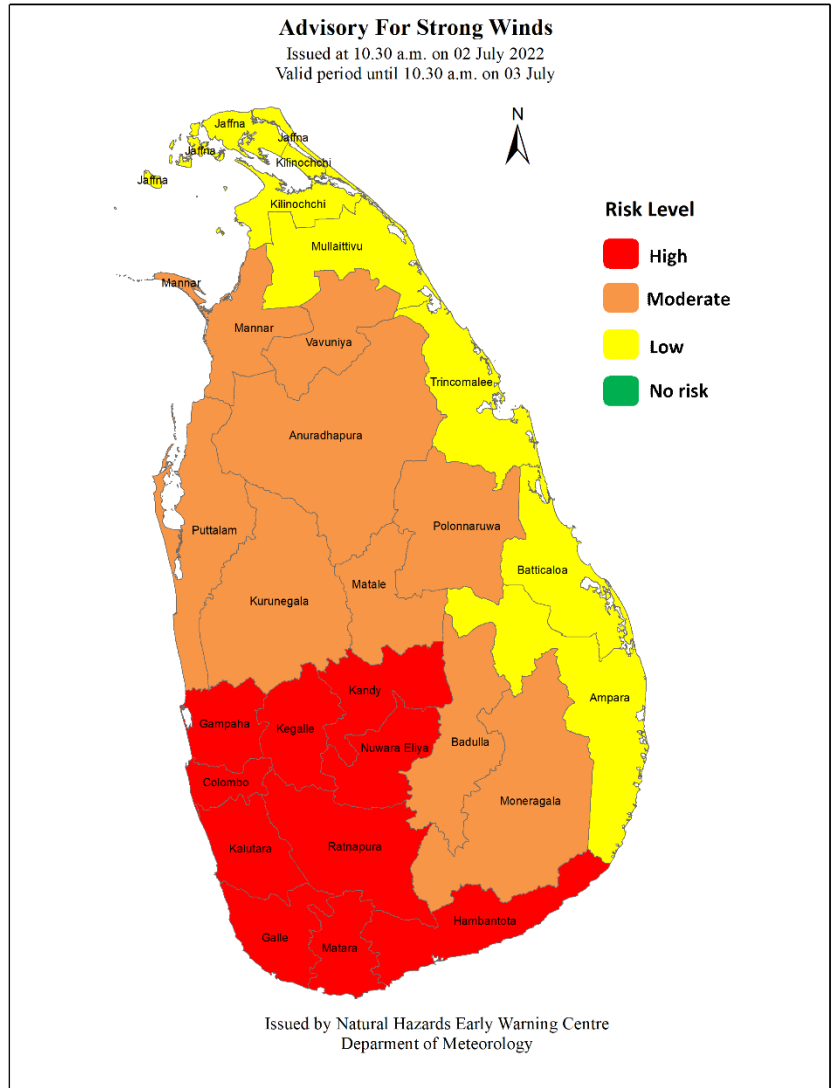 Advisory For Strong Winds
Issued at 10.30 a.m. on 02 July 2022
Valid period until 10.30 a.m. on 03 July
N
Jaffna
Jaffna
Jaffna
Kilinochchi
Jaffna
Kilinochchi
Risk Level
Mullaittivu
High
Mannar
Moderate
Mannar
Vavuniya
Low
Trincomalee
No risk
Anuradhapura
Polonnaruwa
Puttalam
Batticaloa
Matale
Kurunegala
Kandy
Ampara
Gampaha
Kegalle
Nuwara Eliya
Badulla
Colombo
Moneragala
Kalutara
Ratnapura
Hambantota
Galle
Matara
Issued by Natural Hazards Early Warning Centre
Deparment of Meteorology